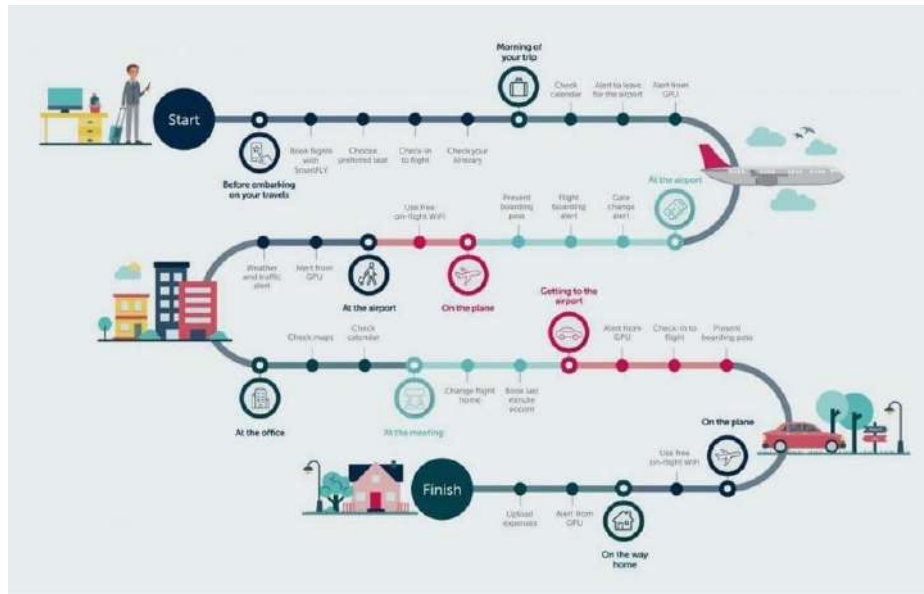 Morning of
your trip
Check
calendar
Alert to leave
for the airport
Alert from
GPU
Start
Before embarking
on your travels
Book flights
with
SmartFLY
Choose
preferred seat
Check-in
to flight
Check your
itinerary
At the airport
Weather
and traffic
alert
Alert from
GPU
At the airport
Use free
on-flight WiFi
On the plane
Present
boarding
pass
Flight
boarding
alert
Gate
change
alert
Getting to the
airport
Alert from
GPU
Check-in to
flight
Present
boarding pass
At the office
Check maps
Check
calendar
At the meeting
Change flight
home
Book last
minute
On the plane
Use free
on-flight WiFi
Finish
Upload
expenses
Alert from
GPU
On the way
home